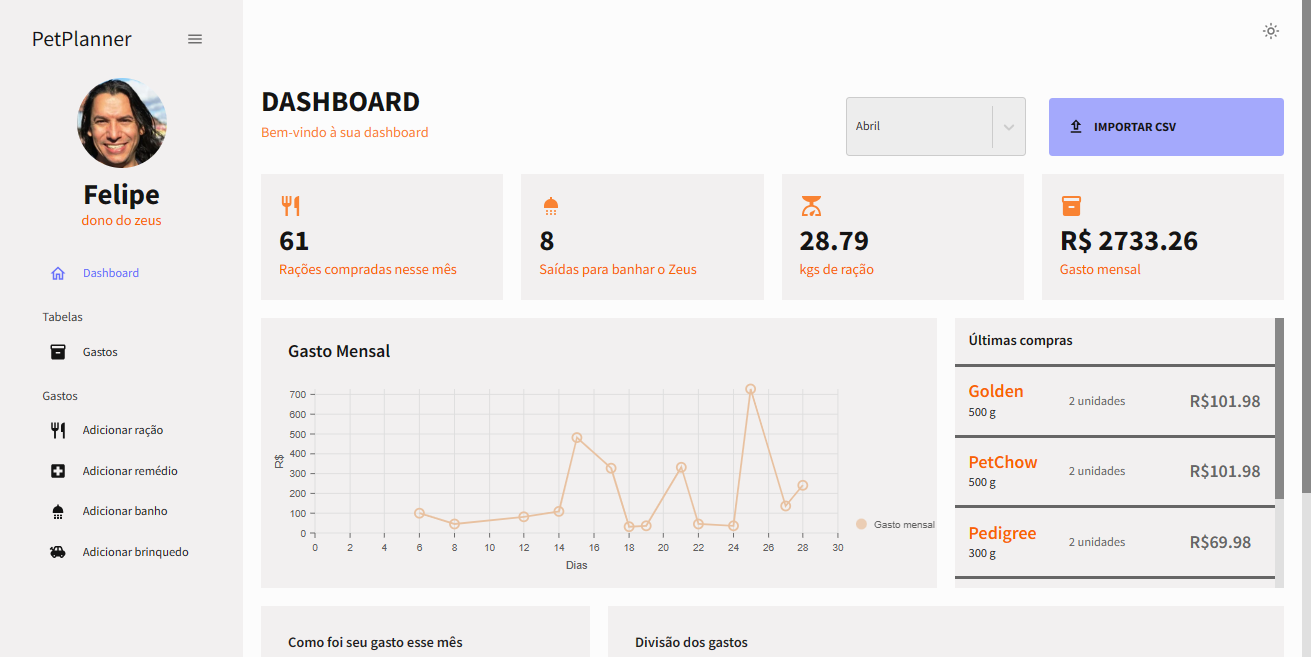 PetPlanner
Felipe
dono do zeus
Dashboard
Tabelas
Gastos
Gastos
Adicionar ração
Adicionar remédio
Adicionar banho
Adicionar brinquedo
DASHBOARD
Bem-vindo à sua dashboard
Abril
IMPORTAR CSV
61
Rações compradas nesse mês
8
Saídas para banhar o Zeus
28.79
kgs de ração
R$ 2733.26
Gasto mensal
Gasto Mensal
700
600
500
400
300
200
100
0
R$
0 2 4 6 8 10 12 14 16 18 20 22 24 26 28 30
Dias
Gasto mensal
Últimas compras
Golden
500 g
2 unidades
R$101.98
PetChow
500 g
2 unidades
R$101.98
Pedigree
300 g
2 unidades
R$69.98
Como foi seu gasto esse mês
Divisão dos gastos